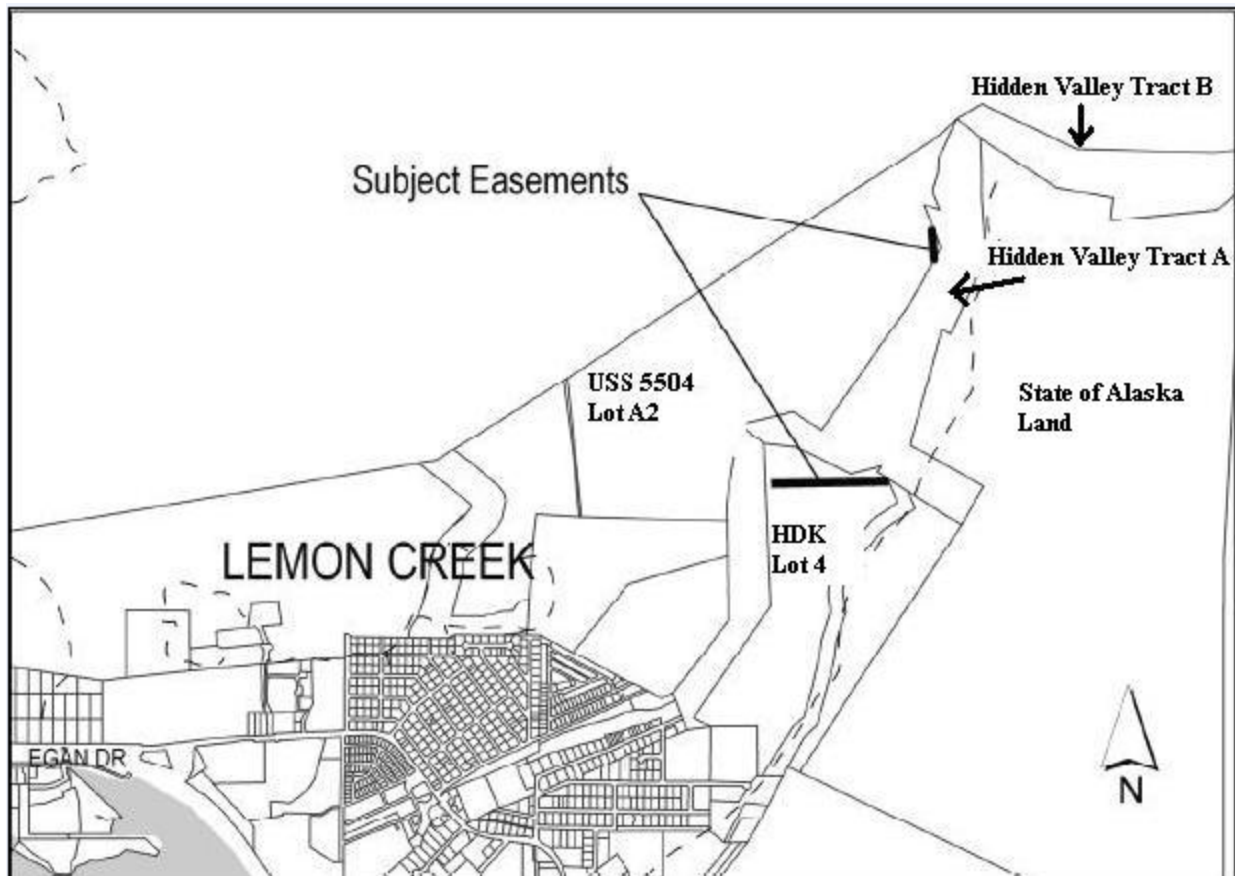 Hidden Valley Tract B
Subject Easements
Hidden Valley Tract A
USS 5504
Lot A2
State of Alaska
Land
HDK
Lot 4
LEMON CREEK
EGAN DR
N